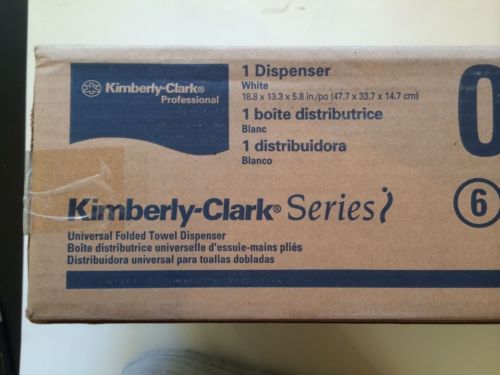 Kimberly-Clark®
Professional
1 Dispenser
White
18.8 x 13.3 x 5.8 in./po (47.7 x 33.7 x 14.7 cm)
1 boîte distributrice
Blanc
1 distribuidora
Blanco
0
Kimberly-Clark® Series i
6
Universal Folded Towel Dispenser
Boîte distributrice universelle d'essuie-mains pliés
Distribuidora universal para toallas dobladas